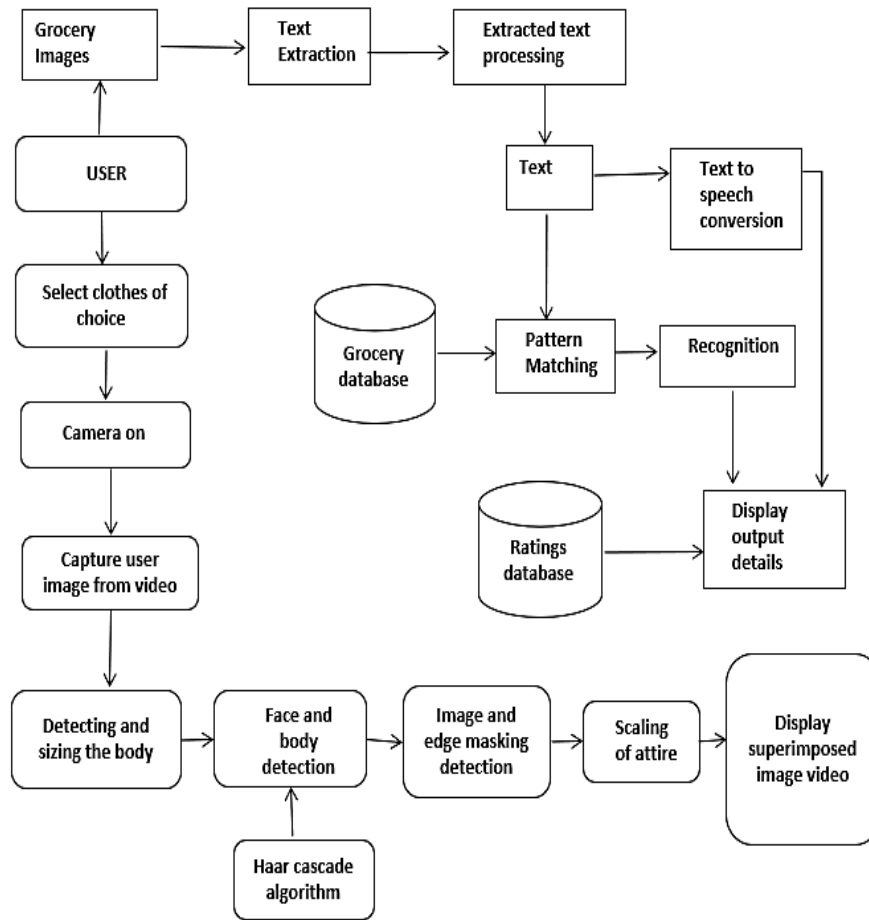 Grocery
Images
Text
Extraction
Extracted text
processing
USER
Text
Text to
speech
conversion
Select clothes of
choice
Grocery
database
Pattern
Matching
Recognition
Camera on
Ratings
database
Display
output
details
Capture user
image from video
Detecting and
sizing the body
Face and
body
detection
Image and
edge masking
detection
Scaling
of attire
Display
superimposed
image video
Haar cascade
algorithm